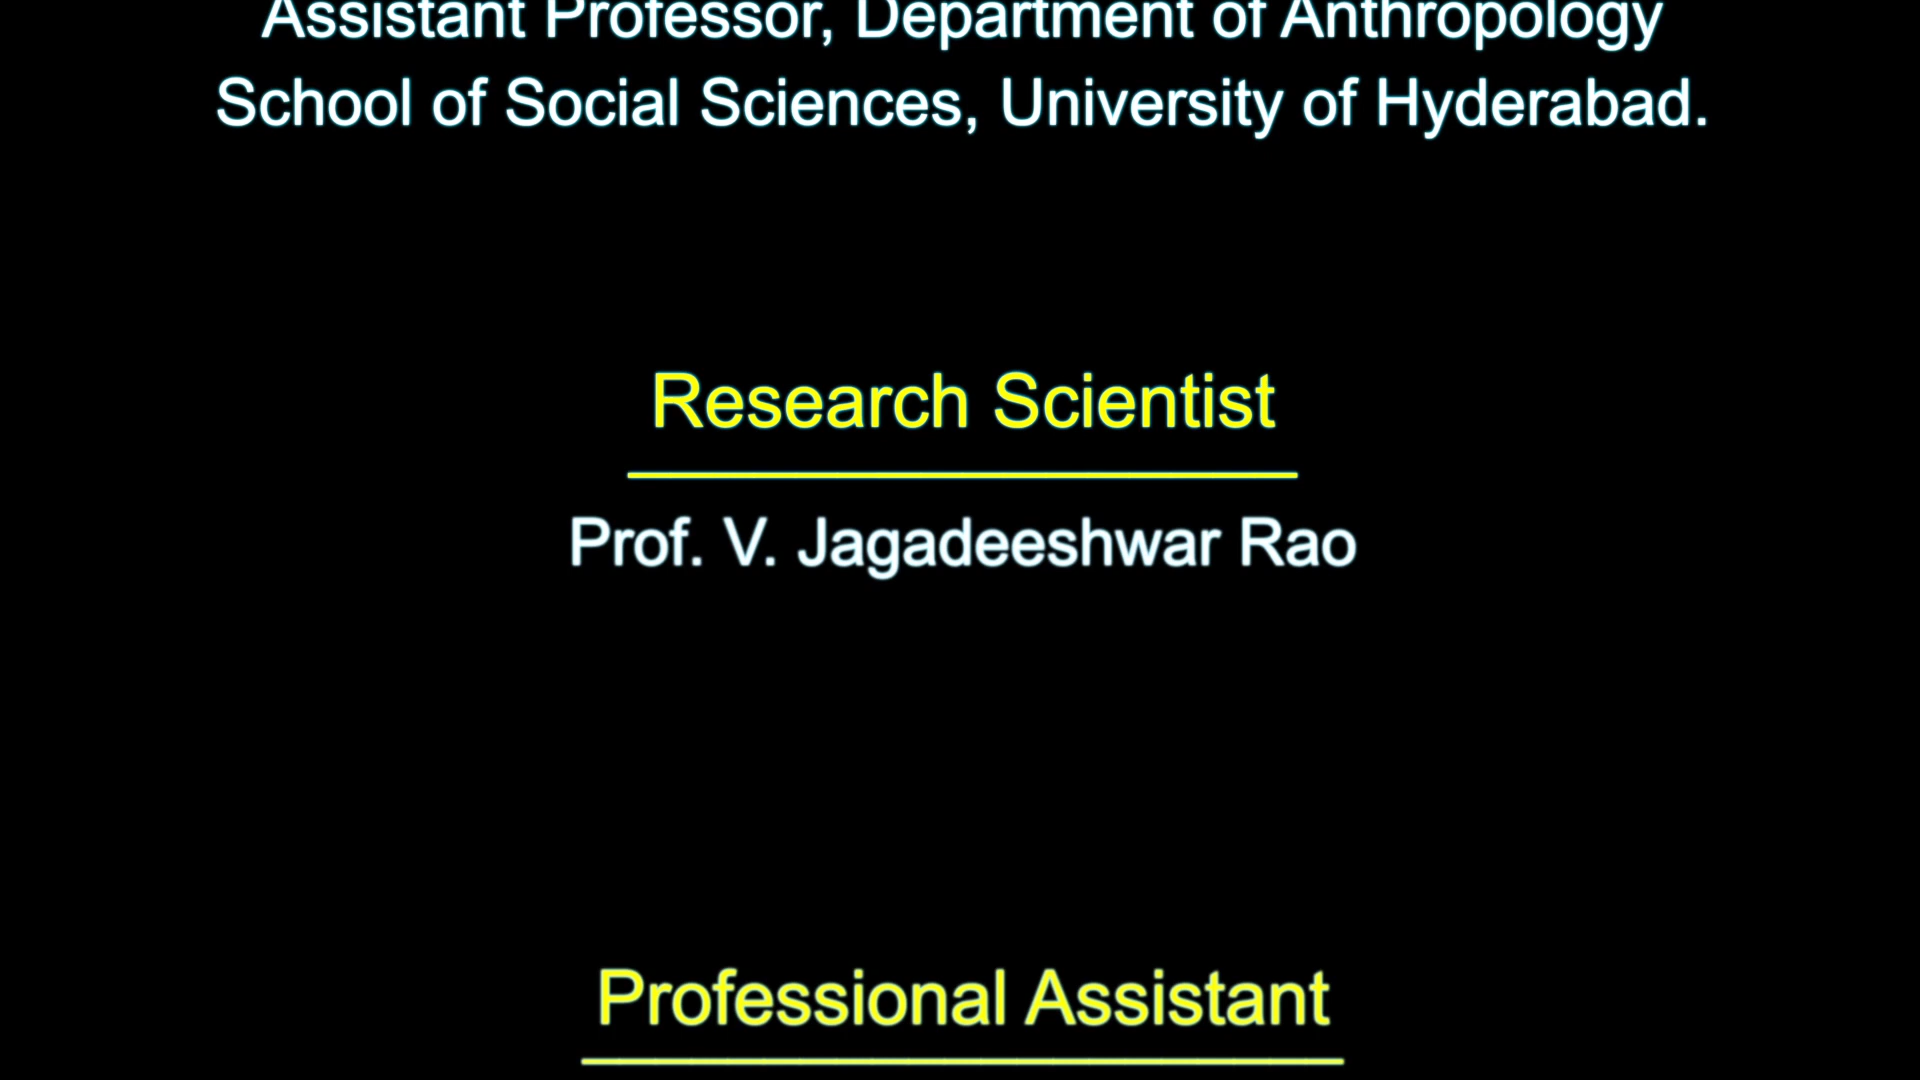 Assistant Professor, Department of Anthropology
School of Social Sciences, University of Hyderabad.
Research Scientist
Prof. V. Jagadeeshwar Rao
Professional Assistant